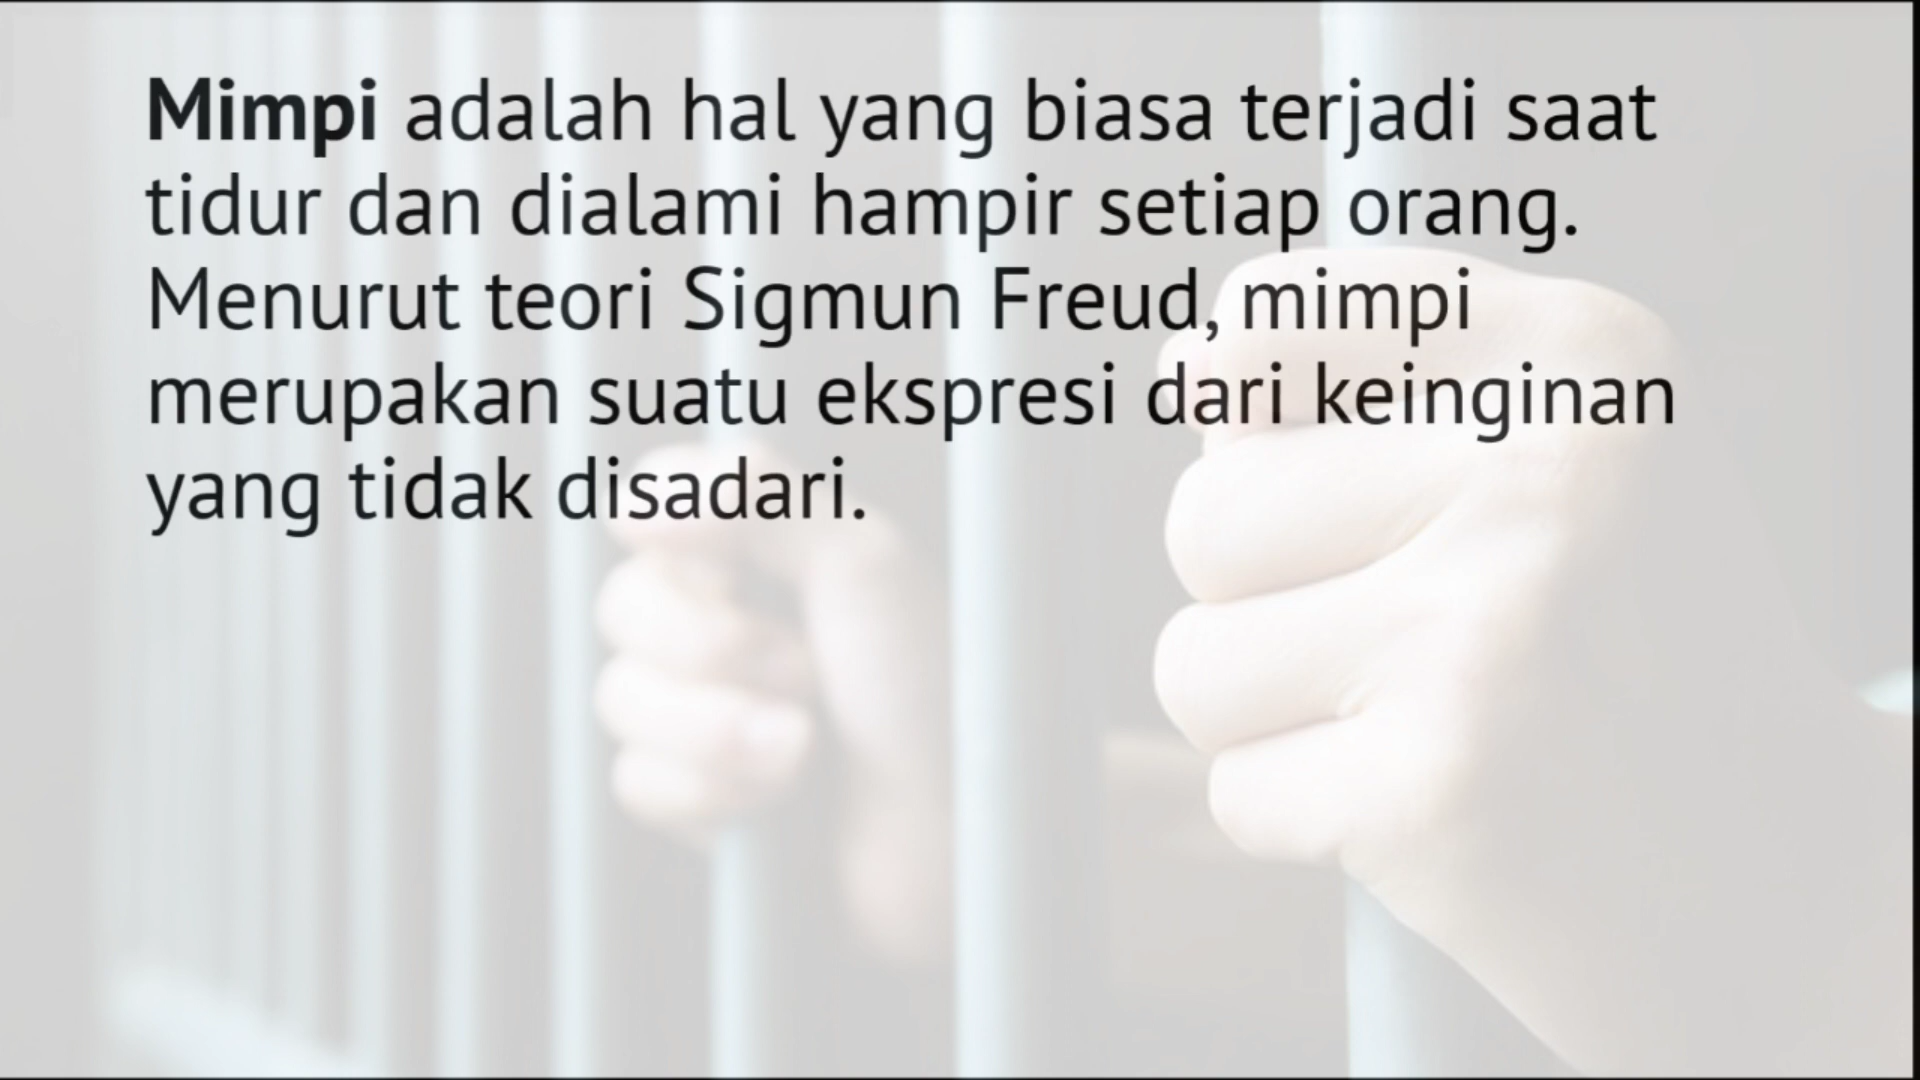 Mimpi adalah hal yang biasa terjadi saat
tidur dan dialami hampir setiap orang.
Menurut teori Sigmun Freud, mimpi
merupakan suatu ekspresi dari keinginan
yang tidak disadari.